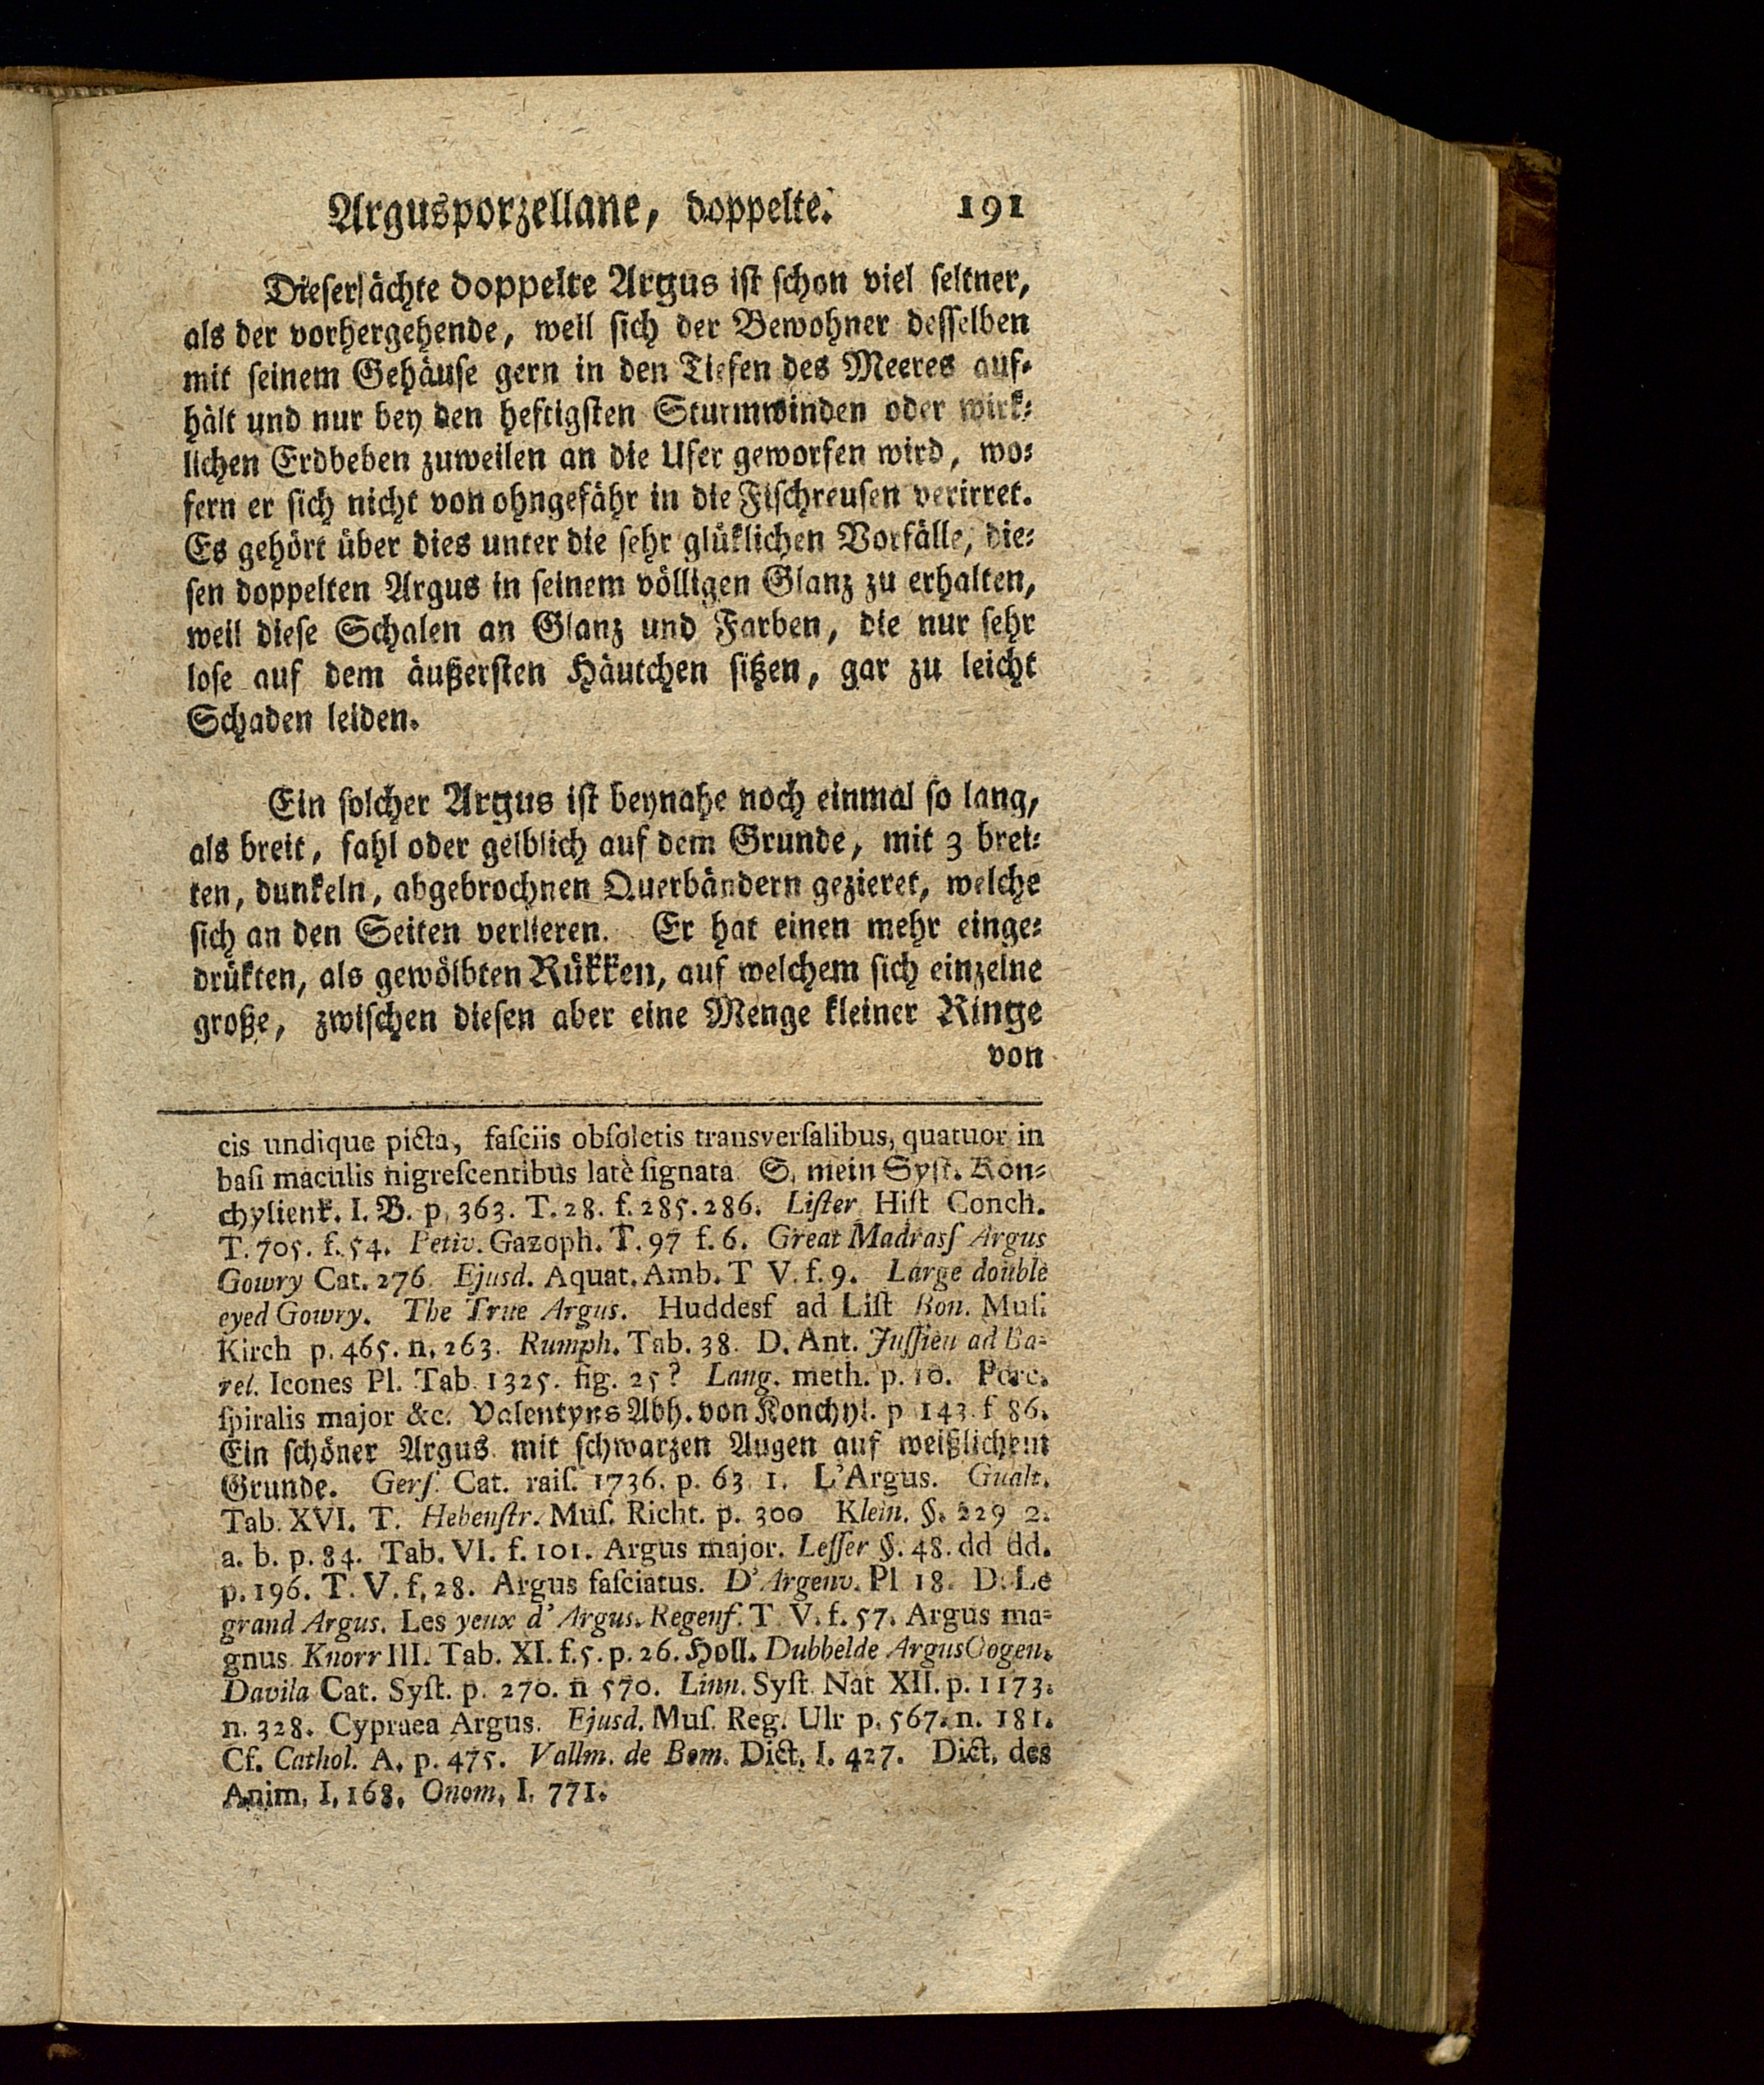 Argusporzellane, doppelte. 191
Dieser ächte doppelte Argus iſt ſchon viel ſeltner,
als der vorhergehende, weil ſich der Bewohner deſſelben
mit ſeinem Gehäuſe gern in den Tiefen des Meeres auf⸗
hält und nur bey den heftigſten Sturmwinden oder wirk⸗
lichen Erdbeben zuweilen an die Ufer geworfen wird, wo⸗
fern er ſich nicht von ohngefähr in die Fiſchreuſen verirret.
Es gehört über dies unter die ſehr glüklichen Vorfälle, die⸗
ſen doppelten Argus in ſeinem völligen Glanz zu erhalten,
weil dieſe Schalen an Glanz und Farben, die nur ſehr
loſe auf dem äußerſten Häutchen ſitzen, gar zu leicht
Schaden leiden.
Ein ſolcher Argus iſt beynahe noch einmal ſo lang,
als breit, fahl oder gelblich auf dem Grunde, mit 3 brei⸗
ten, dunkeln, abgebrochnen Querbändern gezieret, welche
ſich an den Seiten verlieren. Er hat einen mehr einge⸗
drükten, als gewölbten Rükken, auf welchem ſich einzelne
große, zwiſchen dieſen aber eine Menge kleiner Ringe
von
cis undique picta, faſciis obſoletis transverſalibus, quatuor in
baſi maculis nigreſcentibus latè ſignata. S. mein Syſt. Kon⸗
chylienk. I. B. p. 363. T. 28. f. 285. 286. Liſter Hiſt Conch.
T. 705. f. 54. Petiv. Gazoph. T. 97 f. 6. Great Madraſſ Argus
Gowry Cat. 276. Ejusd. Aquat. Amb. T V. f. 9. Large double
eyed Gowry. The True Argus. Huddesf ad Liſt Bon. Muſ.
Kirch p. 465. n. 263. Rumph. Tab. 38. D. Ant. Juſſieu ad Ba-
rel. Icones Pl. Tab. 1325. fig. 25? Lang. meth. p. 10. Porc.
ſpiralis major &c. Valentyns Abh. von Konchyl. p 143 f 86.
Ein ſchöner Argus mit ſchwarzen Augen auf weißlichem
Grunde. Gerſ. Cat. raiſ. 1736. p. 63. 1. L'Argus. Gualt.
Tab. XVI. T. Hebenſtr. Muſ. Richt. p. 300 Klein. §. 229 2.
a. b. p. 84. Tab. VI. f. 101. Argus major. Leſſer §. 48. dd dd.
p. 196. T. V. f. 28. Argus faſciatus. D'Argenv. Pl 18. D. Le
grand Argus. Les yeux d'Argus. Regenſ. T V. f. 57. Argus ma-
gnus. Knorr III. Tab. XI. f. 5. p. 26. Holl. Dubbelde Argus Oogen.
Davila Cat. Syſt. p. 270. n 570. Linn. Syſt. Nat XII. p. 1173.
n. 328. Cypraea Argus. Ejusd. Muſ. Reg. Ulr p. 567. n. 181.
Cf. Cathol. A. p. 475. Vallm. de Bom. Dict. I. 427. Dict. des
Anim. I. 168. Onom. I. 771.